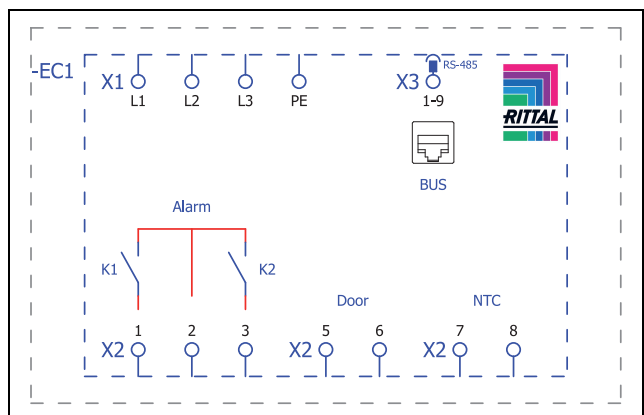 -EC1
X1 L1 L2 L3 PE
X3 RS-485
1-9
RITTAL
BUS
Alarm
K1 K2
Door NTC
1 2 3 5 6 7 8
X2 X2 X2